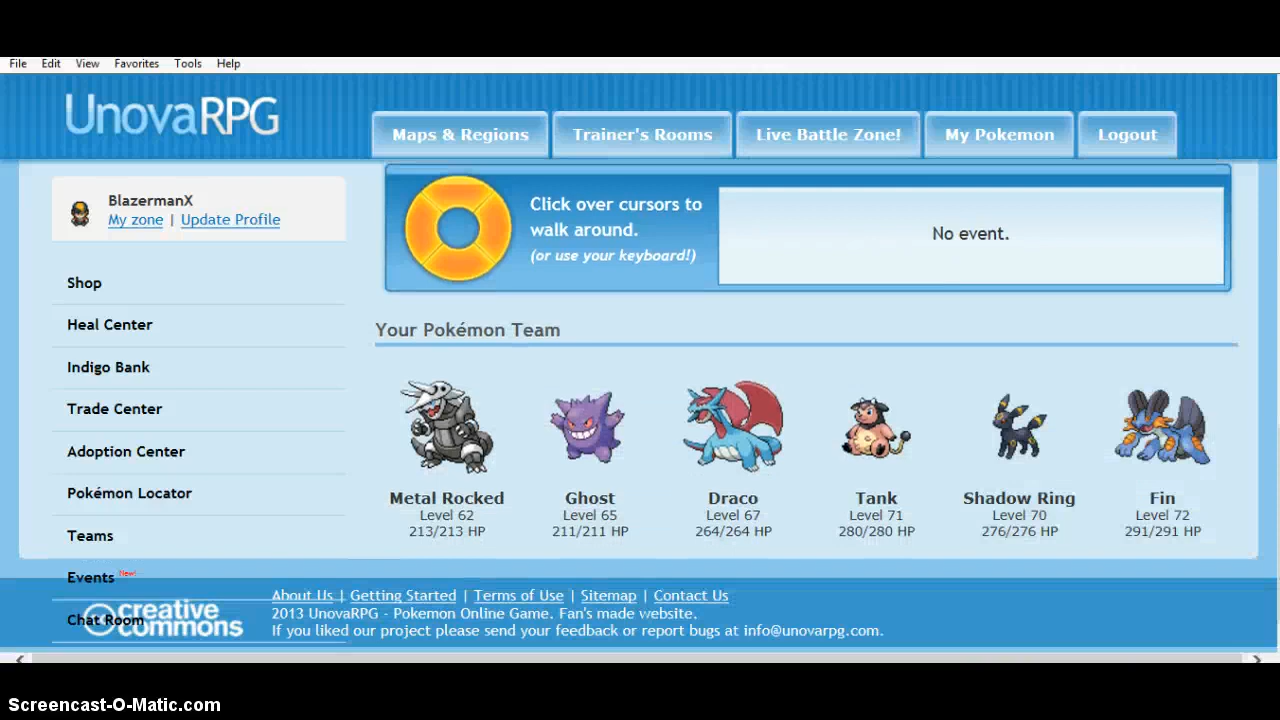 File Edit View Favorites Tools Help
UnovaRPG
Maps & Regions Trainer's Rooms Live Battle Zone! My Pokemon Logout
BlazermanX
My zone | Update Profile
Click over cursors to
walk around.
(or use your keyboard!)
No event.
Shop
Heal Center
Indigo Bank
Trade Center
Adoption Center
Pokémon Locator
Teams
Events New!
Chat Room
Your Pokémon Team
Metal Rocked Ghost Draco Tank Shadow Ring Fin
Level 62 Level 65 Level 67 Level 71 Level 70 Level 72
213/213 HP 211/211 HP 264/264 HP 280/280 HP 276/276 HP 291/291 HP
creative
commons
About Us | Getting Started | Terms of Use | Sitemap | Contact Us
2013 UnovaRPG - Pokemon Online Game. Fan's made website.
If you liked our project please send your feedback or report bugs at info@unovarpg.com.
Screencast-O-Matic.com